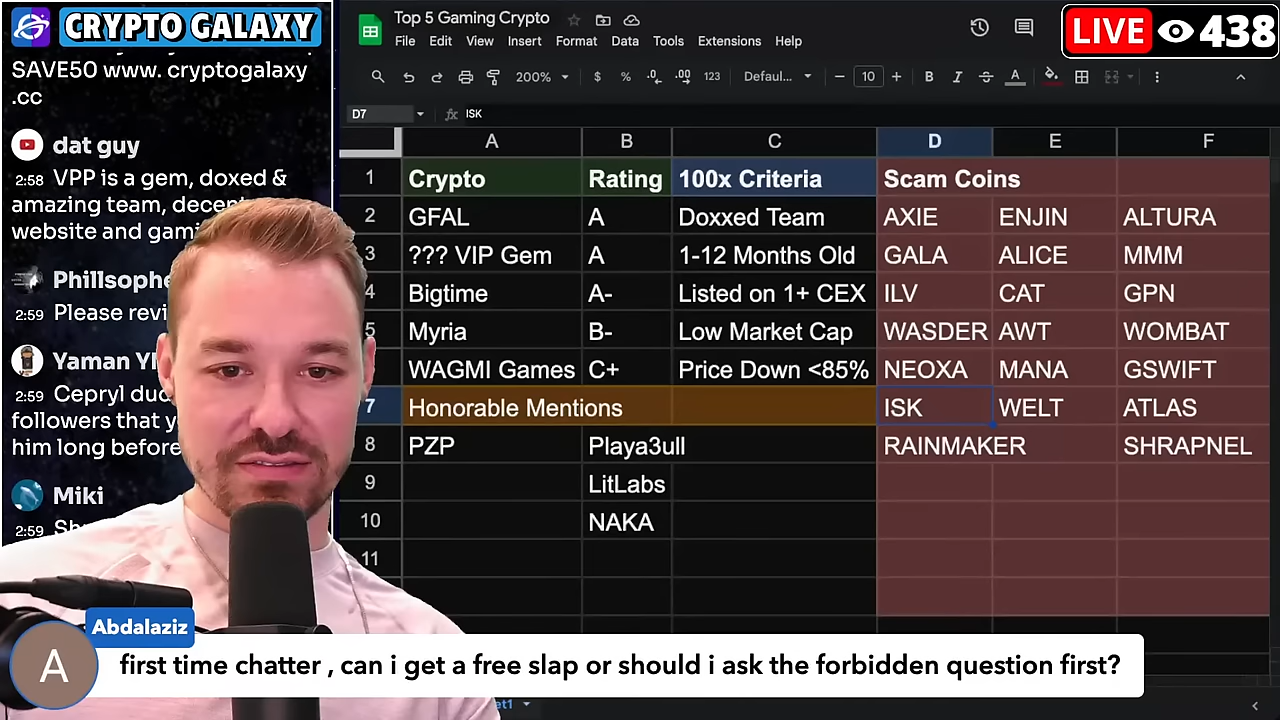 CRYPTO GALAXY
SAVE50 www. cryptogalaxy
.cc
dat guy
2:58 VPP is a gem, doxed &
amazing team,
website and
2:59 Please
Yaman
2:59 Cepryl
followers that
him long before
Miki
2:59
Top 5 Gaming Crypto
File Edit View Insert Format Data Tools Extensions Help
LIVE 438
200% $ % .0 .00 123 Defaul... 10 B I A
D7 fx ISK
A B C D E F
1 Crypto Rating 100x Criteria Scam Coins
2 GFAL A Doxxed Team AXIE ENJIN ALTURA
3 ??? VIP Gem A 1-12 Months Old GALA ALICE MMM
4 Bigtime A- Listed on 1+ CEX ILV CAT GPN
5 Myria B- Low Market Cap WASDER AWT WOMBAT
WAGMI Games C+ Price Down <85% NEOXA MANA GSWIFT
7 Honorable Mentions ISK WELT ATLAS
8 PZP Playa3ull RAINMAKER SHRAPNEL
9 LitLabs
10 NAKA
11
Abdalaziz
A first time chatter , can i get a free slap or should i ask the forbidden question first?